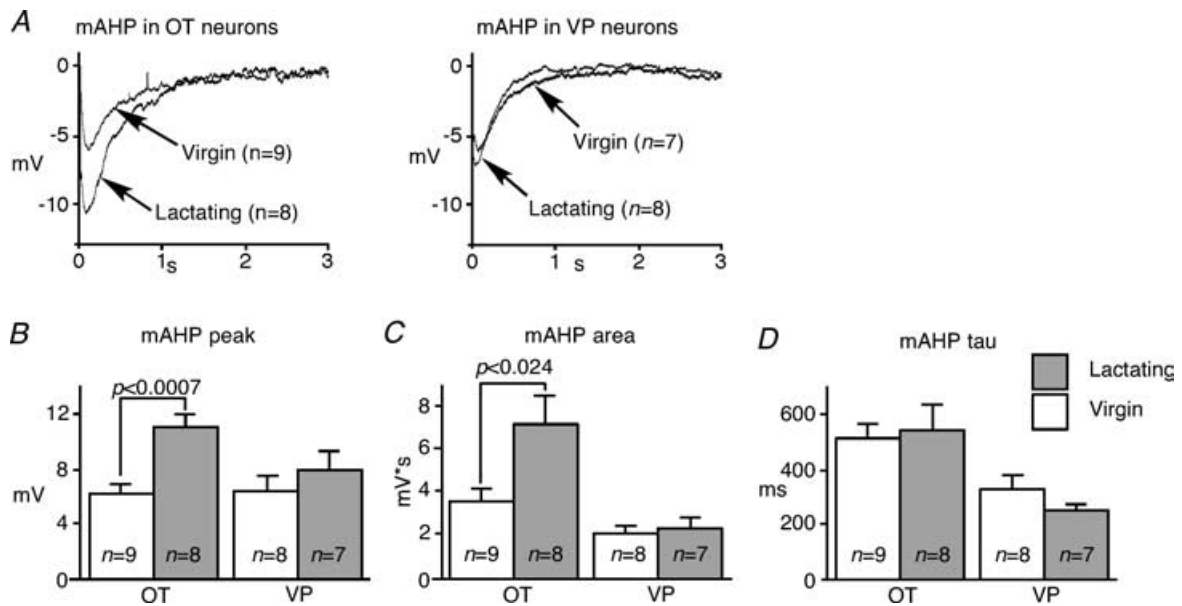 A
mAHP in OT neurons
mAHP in VP neurons
0
-5
mV
-10
Virgin (n=9)
Lactating (n=8)
0
1
s
2
3
0
-5
mV
-10
Virgin (n=7)
Lactating (n=8)
0
1
s
2
3
B
mAHP peak
p<0.0007
12
8
mV
4
0
n=9
n=8
n=8
n=7
OT
VP
C
mAHP area
p<0.024
8
6
mV*s
4
2
0
n=9
n=8
n=8
n=7
OT
VP
D
mAHP tau
Lactating
Virgin
600
400
ms
200
0
n=9
n=8
n=8
n=7
OT
VP